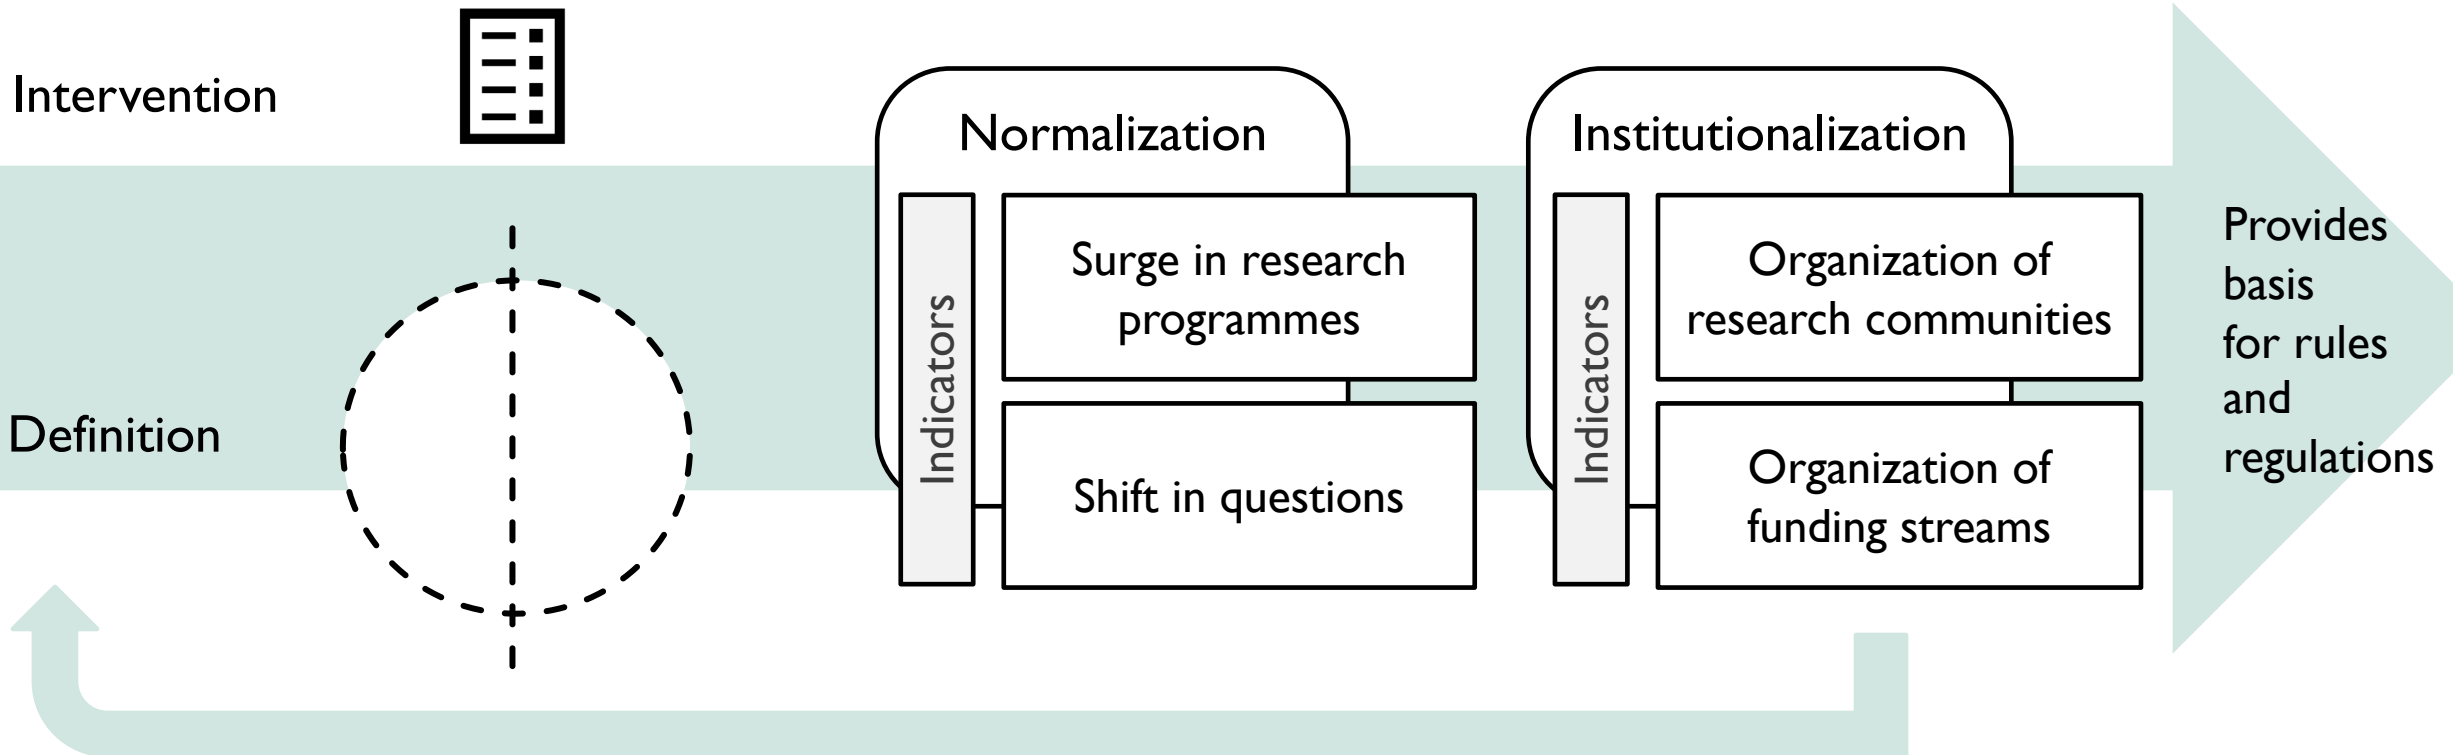 Intervention
Definition
Normalization
Indicators
Surge in research
programmes
Shift in questions
Institutionalization
Indicators
Organization of
research communities
Organization of
funding streams
Provides
basis
for rules
and
regulations